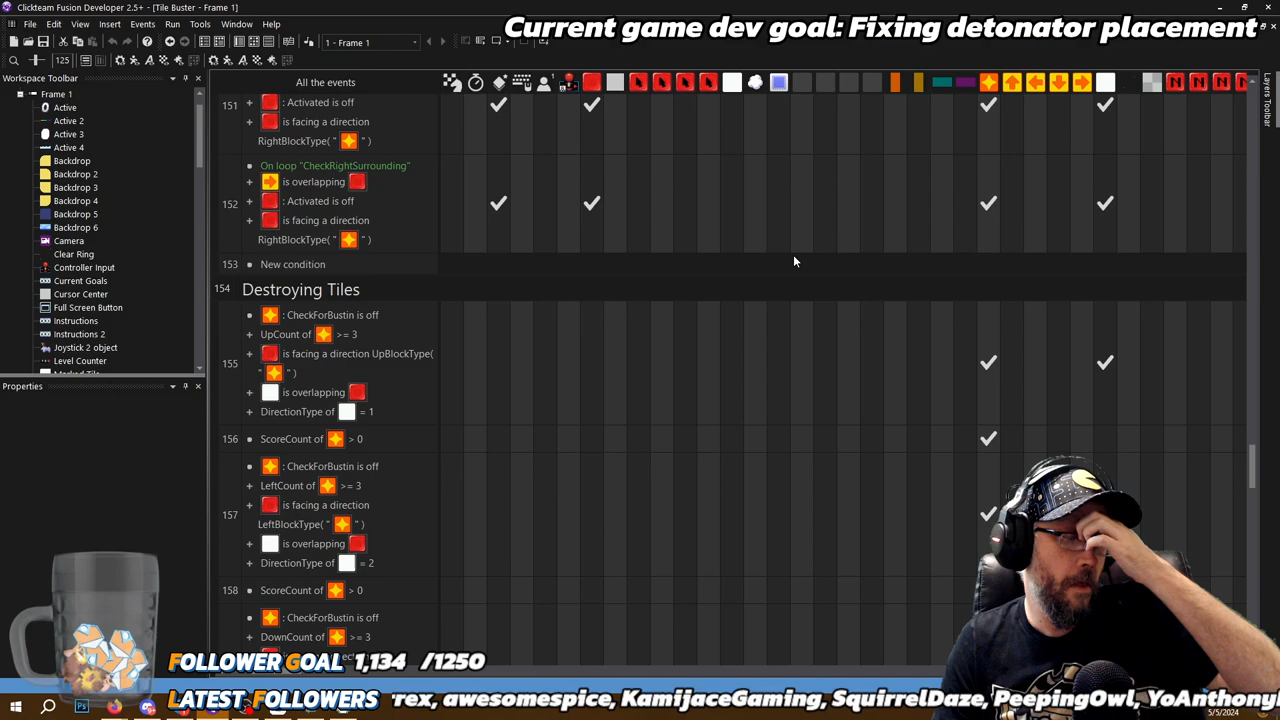 Clickteam Fusion Developer 2.5+ - [Tile Buster - Frame 1]
File Edit View Insert Events Run Tools Window Help
Current game dev goal: Fixing detonator placement
1 - Frame 1
125
Workspace Toolbar
Frame 1
Active
Active 2
Active 3
Active 4
Backdrop
Backdrop 2
Backdrop 3
Backdrop 4
Backdrop 5
Backdrop 6
Camera
Clear Ring
Controller Input
Current Goals
Cursor Center
Full Screen Button
Instructions
Instructions 2
Joystick 2 object
Level Counter
Properties
Layers Toolbar
All the events
151
: Activated is off
is facing a direction
RightBlockType( " " )
152
On loop "CheckRightSurrounding"
is overlapping
: Activated is off
is facing a direction
RightBlockType( " " )
153 New condition
154 Destroying Tiles
155
: CheckForBustin is off
UpCount of >= 3
is facing a direction UpBlockType(
" " )
is overlapping
DirectionType of = 1
156 ScoreCount of > 0
157
: CheckForBustin is off
LeftCount of >= 3
is facing a direction
LeftBlockType( " " )
is overlapping
DirectionType of = 2
158 ScoreCount of > 0
: CheckForBustin is off
DownCount of >= 3
Follower Goal 1,134 /1250
Latest Followers rex, awesomespice, KamijaceGaming, SquirrelDaze, PeepingOwl, YoAnthony
5/5/2024